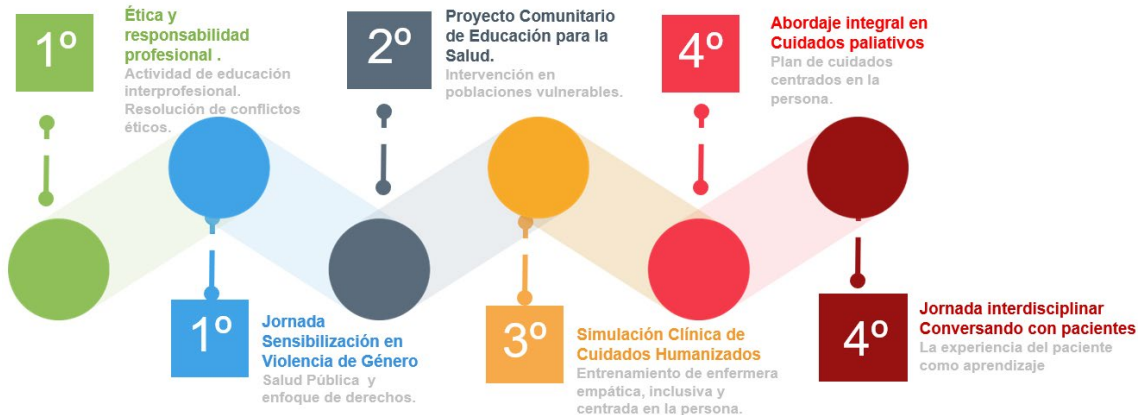 1º
Ética y
responsabilidad
profesional .
Actividad de educación
interprofesional.
Resolución de conflictos
éticos.
1º
Jornada
Sensibilización en
Violencia de Género
Salud Pública y
enfoque de derechos.
2º
Proyecto Comunitario
de Educación para la
Salud.
Intervención en
poblaciones vulnerables.
3º
Simulación Clínica de
Cuidados Humanizados
Entrenamiento de enfermera
empática, inclusiva y
centrada en la persona.
4º
Abordaje integral en
Cuidados paliativos
Plan de cuidados
centrados en la
persona.
4º
Jornada interdisciplinar
Conversando con pacientes
La experiencia del paciente
como aprendizaje